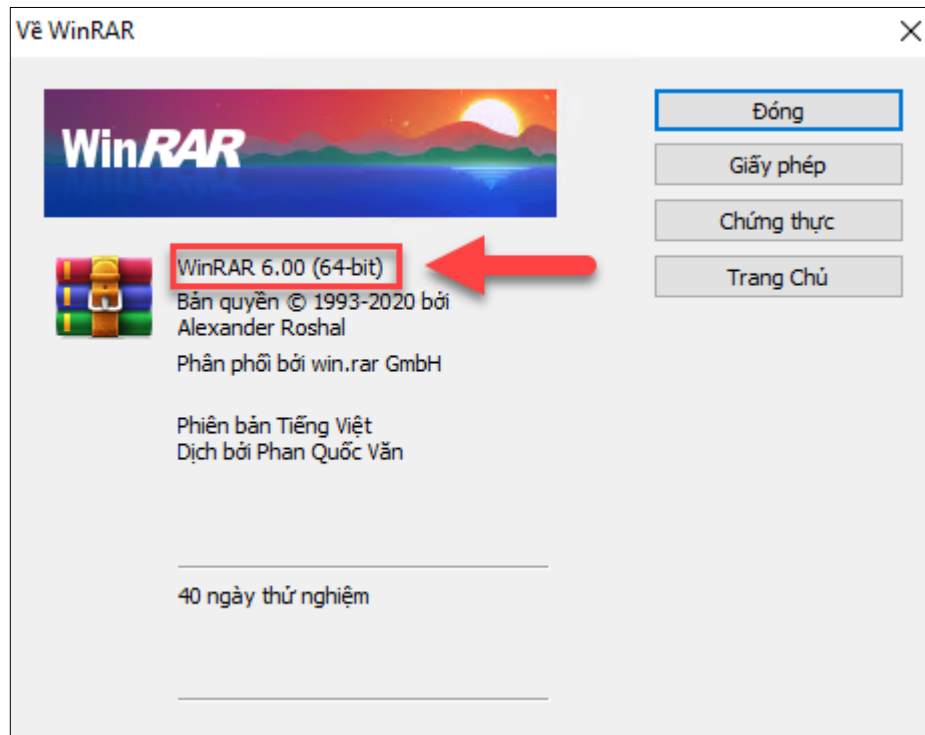 Về WinRAR
WinRAR
Đóng
Giấy phép
Chứng thực
Trang Chủ
WinRAR 6.00 (64-bit)
Bản quyền © 1993-2020 bởi
Alexander Roshal
Phân phối bởi win.rar GmbH
Phiên bản Tiếng Việt
Dịch bởi Phan Quốc Văn
40 ngày thử nghiệm